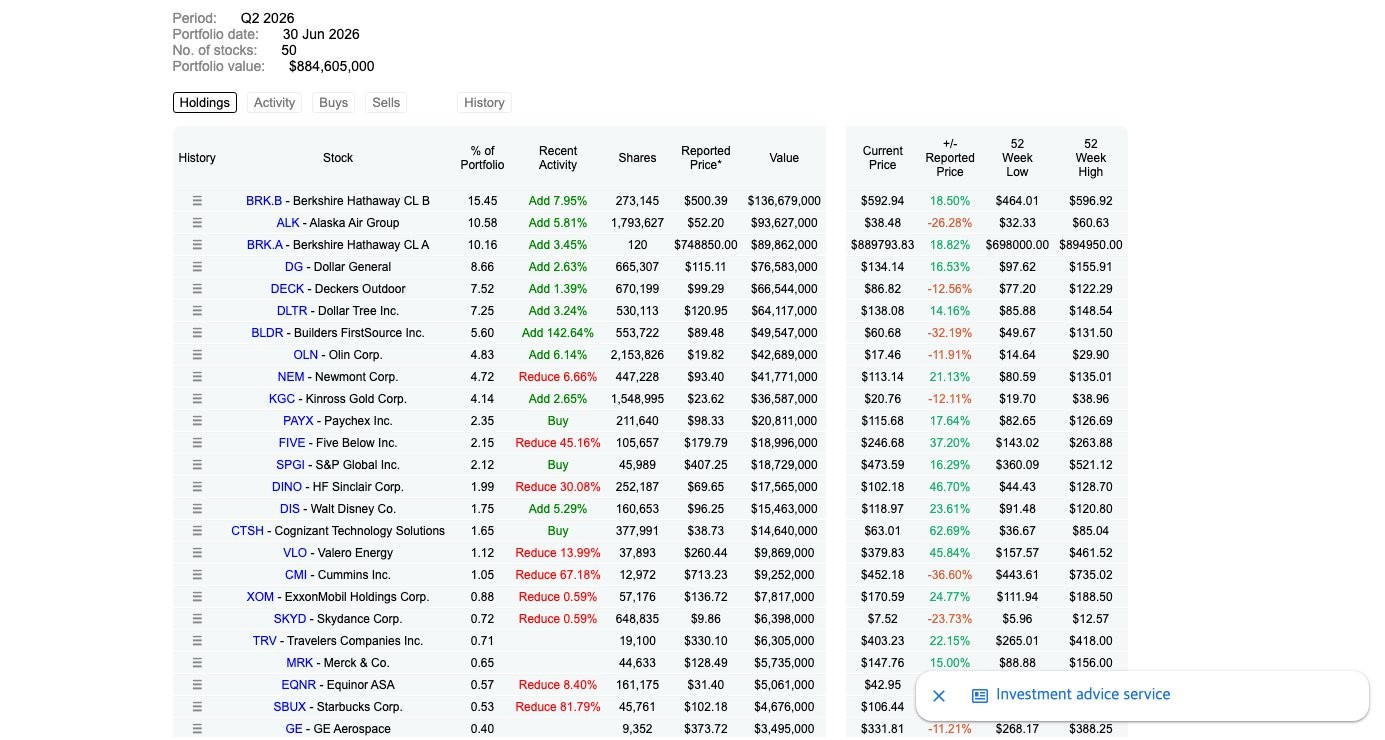 Period: Q2 2026
Portfolio date: 30 Jun 2026
No. of stocks: 50
Portfolio value: $884,605,000
Holdings Activity Buys Sells History
History Stock % of Portfolio Recent Activity Shares Reported Price* Value Current Price +/- Reported Price 52 Week Low 52 Week High
≡ BRK.B - Berkshire Hathaway CL B 15.45 Add 7.95% 273,145 $500.39 $136,679,000 $592.94 18.50% $464.01 $596.92
≡ ALK - Alaska Air Group 10.58 Add 5.81% 1,793,627 $52.20 $93,627,000 $38.48 -26.28% $32.33 $60.63
≡ BRK.A - Berkshire Hathaway CL A 10.16 Add 3.45% 120 $748850.00 $89,862,000 $889793.83 18.82% $698000.00 $894950.00
≡ DG - Dollar General 8.66 Add 2.63% 665,307 $115.11 $76,583,000 $134.14 16.53% $97.62 $155.91
≡ DECK - Deckers Outdoor 7.52 Add 1.39% 670,199 $99.29 $66,544,000 $86.82 -12.56% $77.20 $122.29
≡ DLTR - Dollar Tree Inc. 7.25 Add 3.24% 530,113 $120.95 $64,117,000 $138.08 14.16% $85.88 $148.54
≡ BLDR - Builders FirstSource Inc. 5.60 Add 142.64% 553,722 $89.48 $49,547,000 $60.68 -32.19% $49.67 $131.50
≡ OLN - Olin Corp. 4.83 Add 6.14% 2,153,826 $19.82 $42,689,000 $17.46 -11.91% $14.64 $29.90
≡ NEM - Newmont Corp. 4.72 Reduce 6.66% 447,228 $93.40 $41,771,000 $113.14 21.13% $80.59 $135.01
≡ KGC - Kinross Gold Corp. 4.14 Add 2.65% 1,548,995 $23.62 $36,587,000 $20.76 -12.11% $19.70 $38.96
≡ PAYX - Paychex Inc. 2.35 Buy 211,640 $98.33 $20,811,000 $115.68 17.64% $82.65 $126.69
≡ FIVE - Five Below Inc. 2.15 Reduce 45.16% 105,657 $179.79 $18,996,000 $246.68 37.20% $143.02 $263.88
≡ SPGI - S&P Global Inc. 2.12 Buy 45,989 $407.25 $18,729,000 $473.59 16.29% $360.09 $521.12
≡ DINO - HF Sinclair Corp. 1.99 Reduce 30.08% 252,187 $69.65 $17,565,000 $102.18 46.70% $44.43 $128.70
≡ DIS - Walt Disney Co. 1.75 Add 5.29% 160,653 $96.25 $15,463,000 $118.97 23.61% $91.48 $120.80
≡ CTSH - Cognizant Technology Solutions 1.65 Buy 377,991 $38.73 $14,640,000 $63.01 62.69% $36.67 $85.04
≡ VLO - Valero Energy 1.12 Reduce 13.99% 37,893 $260.44 $9,869,000 $379.83 45.84% $157.57 $461.52
≡ CMI - Cummins Inc. 1.05 Reduce 67.18% 12,972 $713.23 $9,252,000 $452.18 -36.60% $443.61 $735.02
≡ XOM - ExxonMobil Holdings Corp. 0.88 Reduce 0.59% 57,176 $136.72 $7,817,000 $170.59 24.77% $111.94 $188.50
≡ SKYD - Skydance Corp. 0.72 Reduce 0.59% 648,835 $9.86 $6,398,000 $7.52 -23.73% $5.96 $12.57
≡ TRV - Travelers Companies Inc. 0.71 19,100 $330.10 $6,305,000 $403.23 22.15% $265.01 $418.00
≡ MRK - Merck & Co. 0.65 44,633 $128.49 $5,735,000 $147.76 15.00% $88.88 $156.00
≡ EQNR - Equinor ASA 0.57 Reduce 8.40% 161,175 $31.40 $5,061,000 $42.95
≡ SBUX - Starbucks Corp. 0.53 Reduce 81.79% 45,761 $102.18 $4,676,000 $106.44
≡ GE - GE Aerospace 0.40 9,352 $373.72 $3,495,000 $331.81 -11.21% $268.17 $388.25
Investment advice service